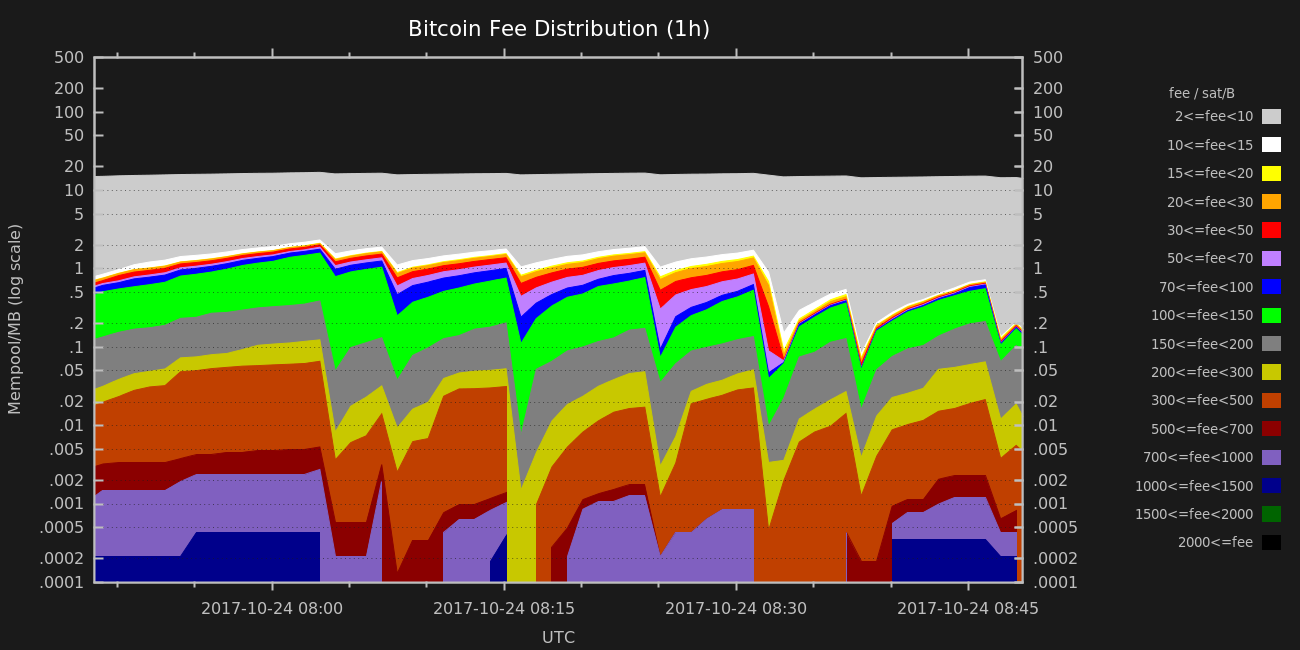 Bitcoin Fee Distribution (1h)
500 500
200 200
100 100
50 50
20 20
10 10
5 5
2 2
1 1
.5 .5
.2 .2
.1 .1
.05 .05
.02 .02
.01 .01
.005 .005
.002 .002
.001 .001
.0005 .0005
.0002 .0002
.0001 .0001
Mempool/MB (log scale)
2017-10-24 08:00 2017-10-24 08:15 2017-10-24 08:30 2017-10-24 08:45
UTC
fee / sat/B
2<=fee<10
10<=fee<15
15<=fee<20
20<=fee<30
30<=fee<50
50<=fee<70
70<=fee<100
100<=fee<150
150<=fee<200
200<=fee<300
300<=fee<500
500<=fee<700
700<=fee<1000
1000<=fee<1500
1500<=fee<2000
2000<=fee